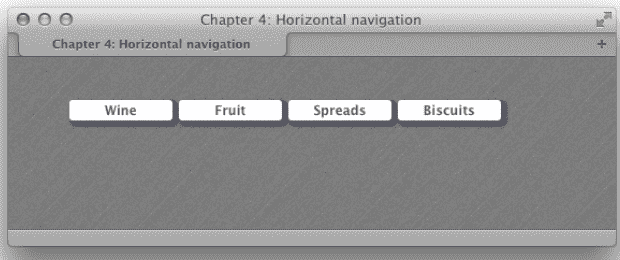 Chapter 4: Horizontal navigation
Chapter 4: Horizontal navigation +
Wine Fruit Spreads Biscuits